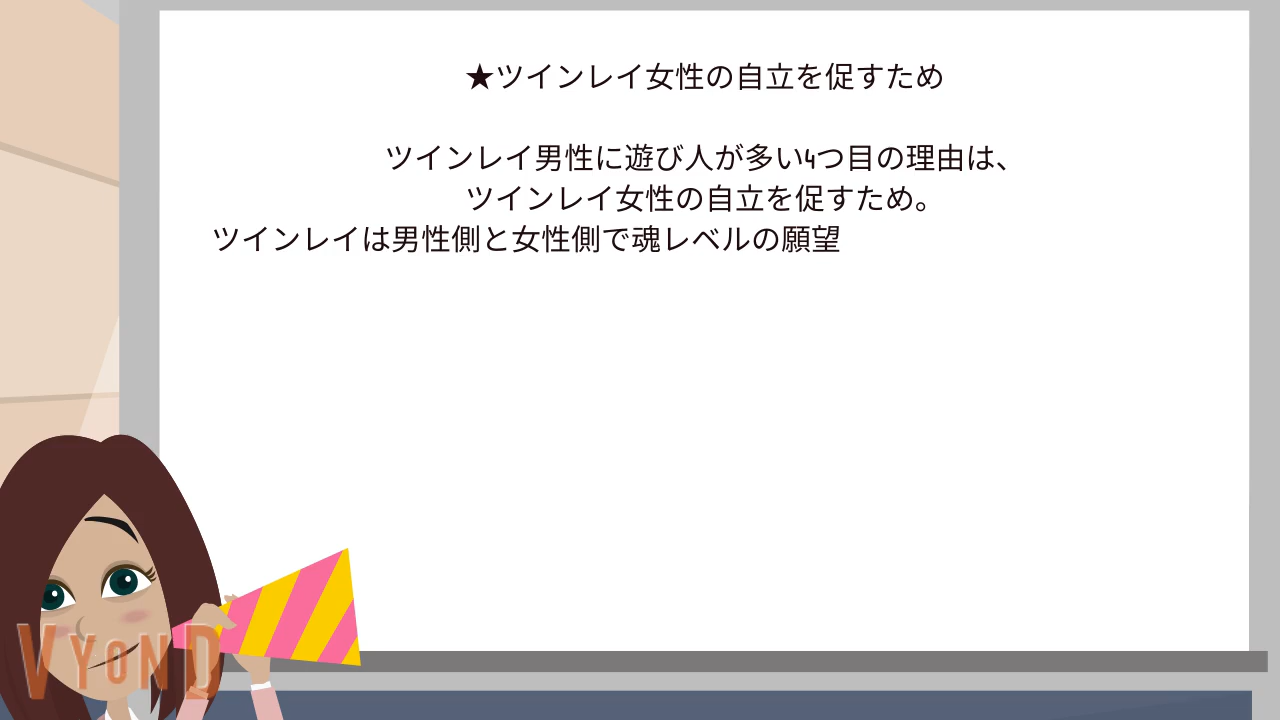 ★ツインレイ女性の自立を促すため
ツインレイ男性に遊び人が多い4つ目の理由は、
ツインレイ女性の自立を促すため。
ツインレイは男性側と女性側で魂レベルの願望
VYOND